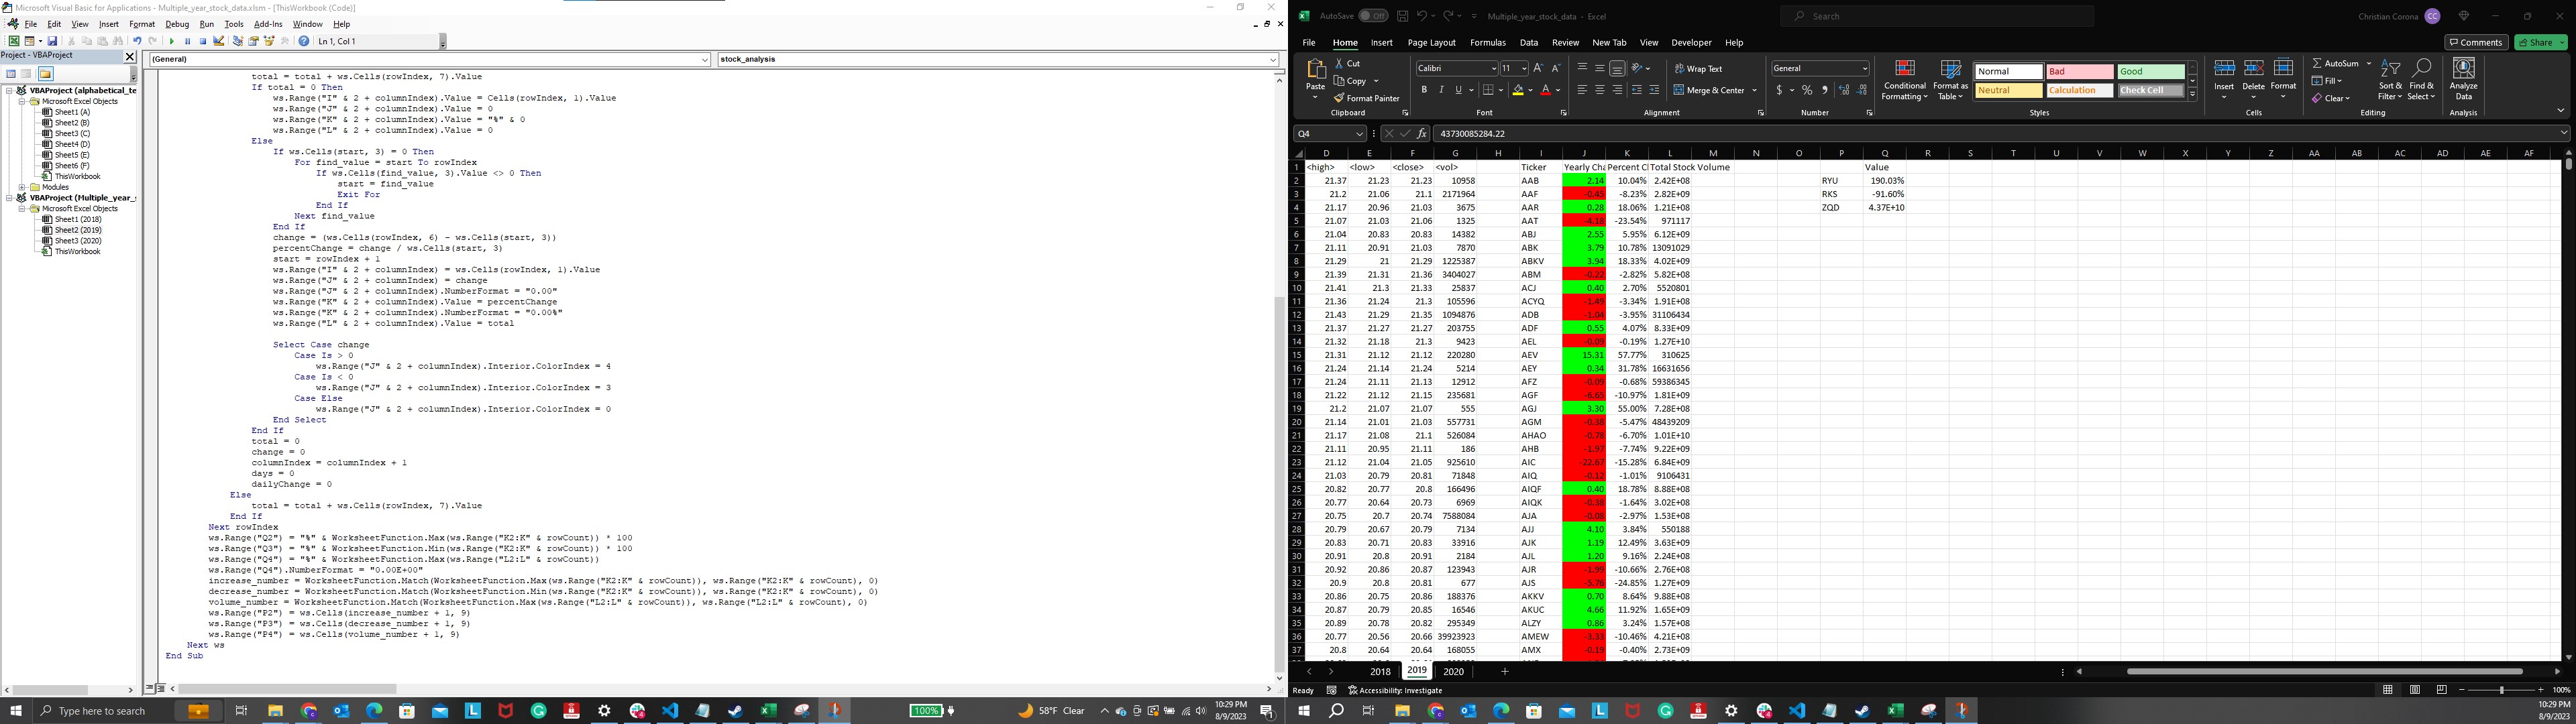 Microsoft Visual Basic for Applications - Multiple_year_stock_data.xlsm - [ThisWorkbook (Code)]
File Edit View Insert Format Debug Run Tools Add-Ins Window Help
Ln 1, Col 1
Project - VBAProject
(General) stock_analysis
VBAProject (alphabetical_te
Microsoft Excel Objects
Sheet1 (A)
Sheet2 (B)
Sheet3 (C)
Sheet4 (D)
Sheet5 (E)
Sheet6 (F)
ThisWorkbook
Modules
VBAProject (Multiple_year_s
Microsoft Excel Objects
Sheet1 (2018)
Sheet2 (2019)
Sheet3 (2020)
ThisWorkbook
total = total + ws.Cells(rowIndex, 7).Value
If total = 0 Then
ws.Range("I" & 2 + columnIndex).Value = Cells(rowIndex, 1).Value
ws.Range("J" & 2 + columnIndex).Value = 0
ws.Range("K" & 2 + columnIndex).Value = "%" & 0
ws.Range("L" & 2 + columnIndex).Value = 0
Else
If ws.Cells(start, 3) = 0 Then
For find_value = start To rowIndex
If ws.Cells(find_value, 3).Value <> 0 Then
start = find_value
Exit For
End If
Next find_value
End If
change = (ws.Cells(rowIndex, 6) - ws.Cells(start, 3))
percentChange = change / ws.Cells(start, 3)
start = rowIndex + 1
ws.Range("I" & 2 + columnIndex) = ws.Cells(rowIndex, 1).Value
ws.Range("J" & 2 + columnIndex) = change
ws.Range("J" & 2 + columnIndex).NumberFormat = "0.00"
ws.Range("K" & 2 + columnIndex).Value = percentChange
ws.Range("K" & 2 + columnIndex).NumberFormat = "0.00%"
ws.Range("L" & 2 + columnIndex).Value = total
Select Case change
Case Is > 0
ws.Range("J" & 2 + columnIndex).Interior.ColorIndex = 4
Case Is < 0
ws.Range("J" & 2 + columnIndex).Interior.ColorIndex = 3
Case Else
ws.Range("J" & 2 + columnIndex).Interior.ColorIndex = 0
End Select
End If
total = 0
change = 0
columnIndex = columnIndex + 1
days = 0
dailyChange = 0
Else
total = total + ws.Cells(rowIndex, 7).Value
End If
Next rowIndex
ws.Range("Q2") = "%" & WorksheetFunction.Max(ws.Range("K2:K" & rowCount)) * 100
ws.Range("Q3") = "%" & WorksheetFunction.Min(ws.Range("K2:K" & rowCount)) * 100
ws.Range("Q4") = "%" & WorksheetFunction.Max(ws.Range("L2:L" & rowCount))
ws.Range("Q4").NumberFormat = "0.00E+00"
increase_number = WorksheetFunction.Match(WorksheetFunction.Max(ws.Range("K2:K" & rowCount)), ws.Range("K2:K" & rowCount), 0)
decrease_number = WorksheetFunction.Match(WorksheetFunction.Min(ws.Range("K2:K" & rowCount)), ws.Range("K2:K" & rowCount), 0)
volume_number = WorksheetFunction.Match(WorksheetFunction.Max(ws.Range("L2:L" & rowCount)), ws.Range("L2:L" & rowCount), 0)
ws.Range("P2") = ws.Cells(increase_number + 1, 9)
ws.Range("P3") = ws.Cells(decrease_number + 1, 9)
ws.Range("P4") = ws.Cells(volume_number + 1, 9)
Next ws
End Sub
Type here to search
100%
58°F Clear
10:29 PM
8/9/2023
AutoSave Off Multiple_year_stock_data - Excel Search Christian Corona CC
File Home Insert Page Layout Formulas Data Review New Tab View Developer Help Comments Share
Paste Cut Copy Format Painter Clipboard
Calibri 11 B I U Font
Wrap Text Merge & Center Alignment
General $ % Number
Conditional Formatting Format as Table
Normal Bad Good
Neutral Calculation Check Cell
Styles
Insert Delete Format Cells
AutoSum Fill Clear Sort & Filter Find & Select Editing
Analyze Data Analysis
Q4 fx 43730085284.22
D E F G H I J K L M N O P Q R S T U V W X Y Z AA AB AC AD AE AF
1 <high> <low> <close> <vol> Ticker Yearly Cha Percent Cl Total Stock Volume Value
2 21.37 21.23 21.23 10958 AAB 2.14 10.04% 2.42E+08 RYU 190.03%
3 21.2 21.06 21.1 2171964 AAF -0.45 -8.23% 2.82E+09 RKS -91.60%
4 21.17 20.96 21.03 3675 AAR 0.28 18.06% 1.21E+08 ZQD 4.37E+10
5 21.07 21.03 21.06 1325 AAT -4.18 -23.54% 971117
6 21.04 20.83 20.83 14382 ABJ 2.55 5.95% 6.12E+09
7 21.11 20.91 21.03 7870 ABK 3.79 10.78% 13091029
8 21.29 21 21.29 1225387 ABKV 3.94 18.33% 4.02E+09
9 21.39 21.31 21.36 3404027 ABM -0.22 -2.82% 5.82E+08
10 21.41 21.3 21.33 25837 ACJ 0.40 2.70% 5520801
11 21.36 21.24 21.3 105596 ACYQ -1.49 -3.34% 1.91E+08
12 21.43 21.29 21.35 1094876 ADB -1.04 -3.95% 31106434
13 21.37 21.27 21.27 203755 ADF 0.55 4.07% 8.33E+09
14 21.32 21.18 21.3 9423 AEL -0.09 -0.19% 1.27E+10
15 21.31 21.12 21.12 220280 AEV 15.31 57.77% 310625
16 21.24 21.14 21.24 5214 AEY 0.34 31.78% 16631656
17 21.24 21.11 21.13 12912 AFZ -0.09 -0.68% 59386345
18 21.22 21.12 21.15 235681 AGF -6.65 -10.97% 1.81E+09
19 21.2 21.07 21.07 555 AGJ 3.30 55.00% 7.28E+08
20 21.14 21.01 21.03 557731 AGM -0.38 -5.47% 48439209
21 21.17 21.08 21.1 526084 AHAO -0.76 -6.70% 1.01E+10
22 21.11 20.95 21.11 186 AHB -1.97 -7.74% 9.22E+09
23 21.12 21.04 21.05 925610 AIC -22.67 -15.28% 6.84E+09
24 21.03 20.79 20.81 71848 AIQ -0.12 -1.01% 9106431
25 20.82 20.77 20.8 166496 AIQF 0.40 18.78% 8.88E+08
26 20.77 20.64 20.73 6969 AIQK -0.38 -1.64% 3.02E+08
27 20.75 20.7 20.74 7588084 AJA -0.08 -2.97% 1.53E+08
28 20.79 20.67 20.79 7134 AJJ 4.10 3.84% 550188
29 20.83 20.71 20.83 33916 AJK 1.19 12.49% 3.63E+09
30 20.91 20.8 20.91 2184 AJL 1.20 9.16% 2.24E+08
31 20.92 20.86 20.87 123943 AJR -1.99 -10.66% 2.76E+08
32 20.9 20.8 20.81 677 AJS -5.76 -24.85% 1.27E+09
33 20.86 20.75 20.86 188376 AKKV 0.70 8.64% 9.88E+08
34 20.87 20.79 20.85 16546 AKUC 4.66 11.92% 1.65E+09
35 20.89 20.78 20.82 295349 ALZY 0.86 3.24% 1.57E+08
36 20.77 20.56 20.66 39923923 AMEW -3.33 -10.46% 4.21E+08
37 20.8 20.64 20.64 168055 AMX -0.19 -0.40% 2.73E+09
2018 2019 2020
Ready Accessibility: Investigate 100%
10:29 PM
8/9/2023